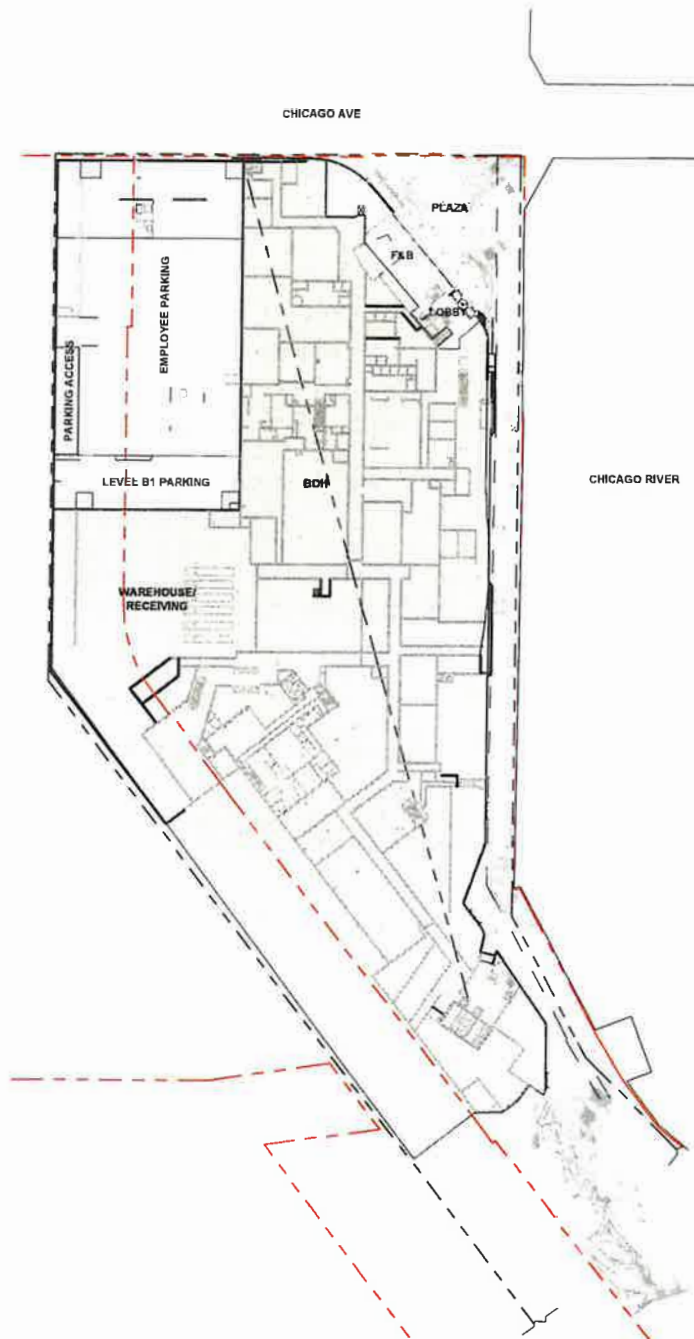 CHICAGO AVE
PLAZA
F&B
LOBBY
EMPLOYEE PARKING
PARKING ACCESS
LEVEL B1 PARKING
BOH
CHICAGO RIVER
WAREHOUSE/
RECEIVING